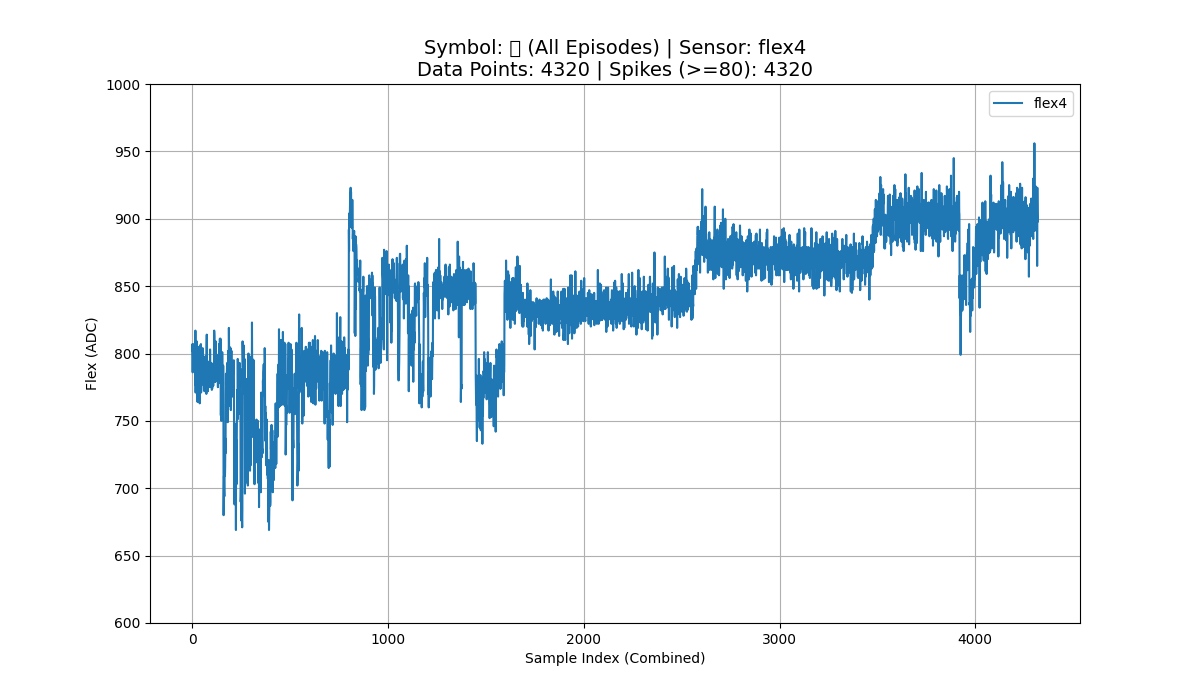 Symbol: (All Episodes) | Sensor: flex4
Data Points: 4320 | Spikes (>=80): 4320
1000
950
900
850
800
750
700
650
600
Flex (ADC)
flex4
0
1000
2000
3000
4000
Sample Index (Combined)